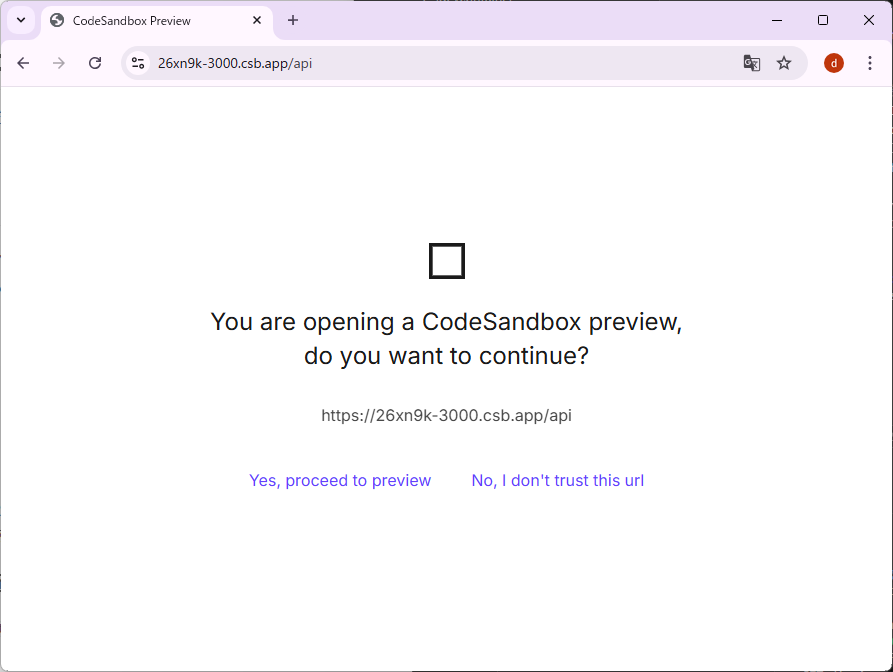 CodeSandbox Preview
26xn9k-3000.csb.app/api
d
You are opening a CodeSandbox preview,
do you want to continue?
https://26xn9k-3000.csb.app/api
Yes, proceed to preview No, I don't trust this url